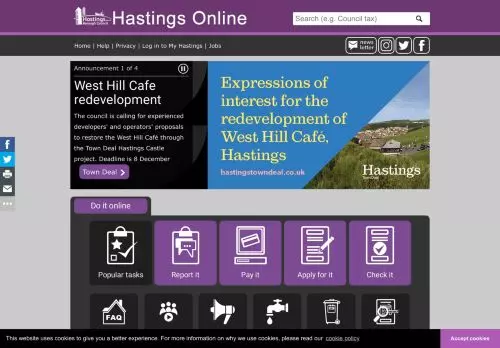 Hastings
Borough Council
Hastings Online
Search (e.g. Council tax)
Home | Help | Privacy | Log in to My Hastings | Jobs
news
letter
Announcement 1 of 4
West Hill Cafe
redevelopment
The council is calling for experienced
developers' and operators' proposals
to restore the West Hill Café through
the Town Deal Hastings Castle
project. Deadline is 8 December
Town Deal >
Expressions of
interest for the
redevelopment of
West Hill Café,
Hastings
hastingstowndeal.co.uk
Hastings
Do it online
Popular tasks
Report it
Pay it
Apply for it
Check it
FAQ
This website uses cookies to give you a better experience. For more information on why we use cookies, please read our cookie policy
Accept cookies